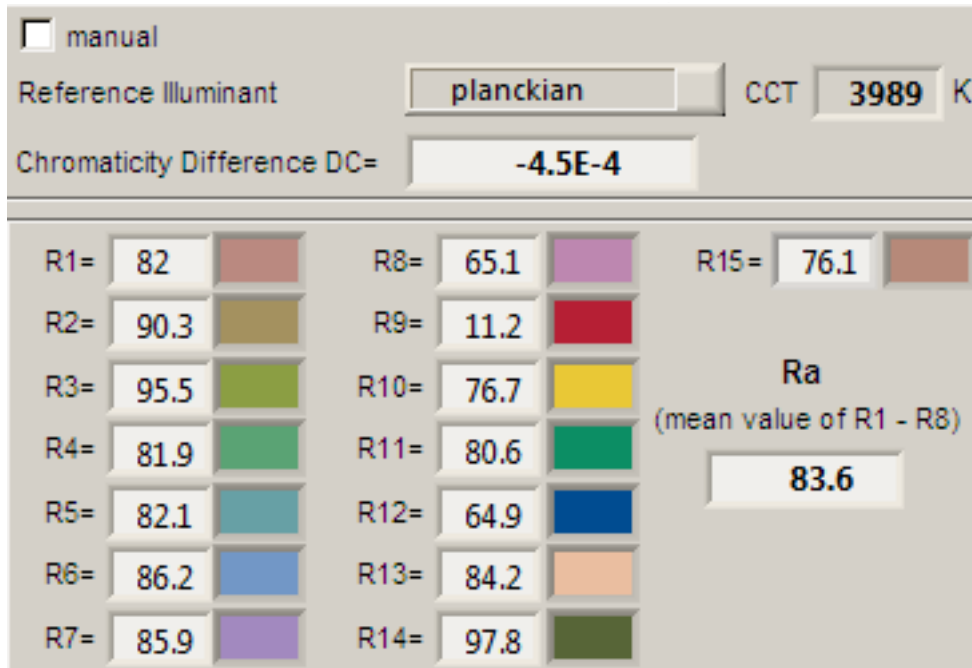 manual
Reference Illuminant planckian CCT 3989 K
Chromaticity Difference DC= -4.5E-4
R1= 82 R8= 65.1 R15= 76.1
R2= 90.3 R9= 11.2
R3= 95.5 R10= 76.7
Ra
(mean value of R1 - R8)
R4= 81.9 R11= 80.6
83.6
R5= 82.1 R12= 64.9
R6= 86.2 R13= 84.2
R7= 85.9 R14= 97.8